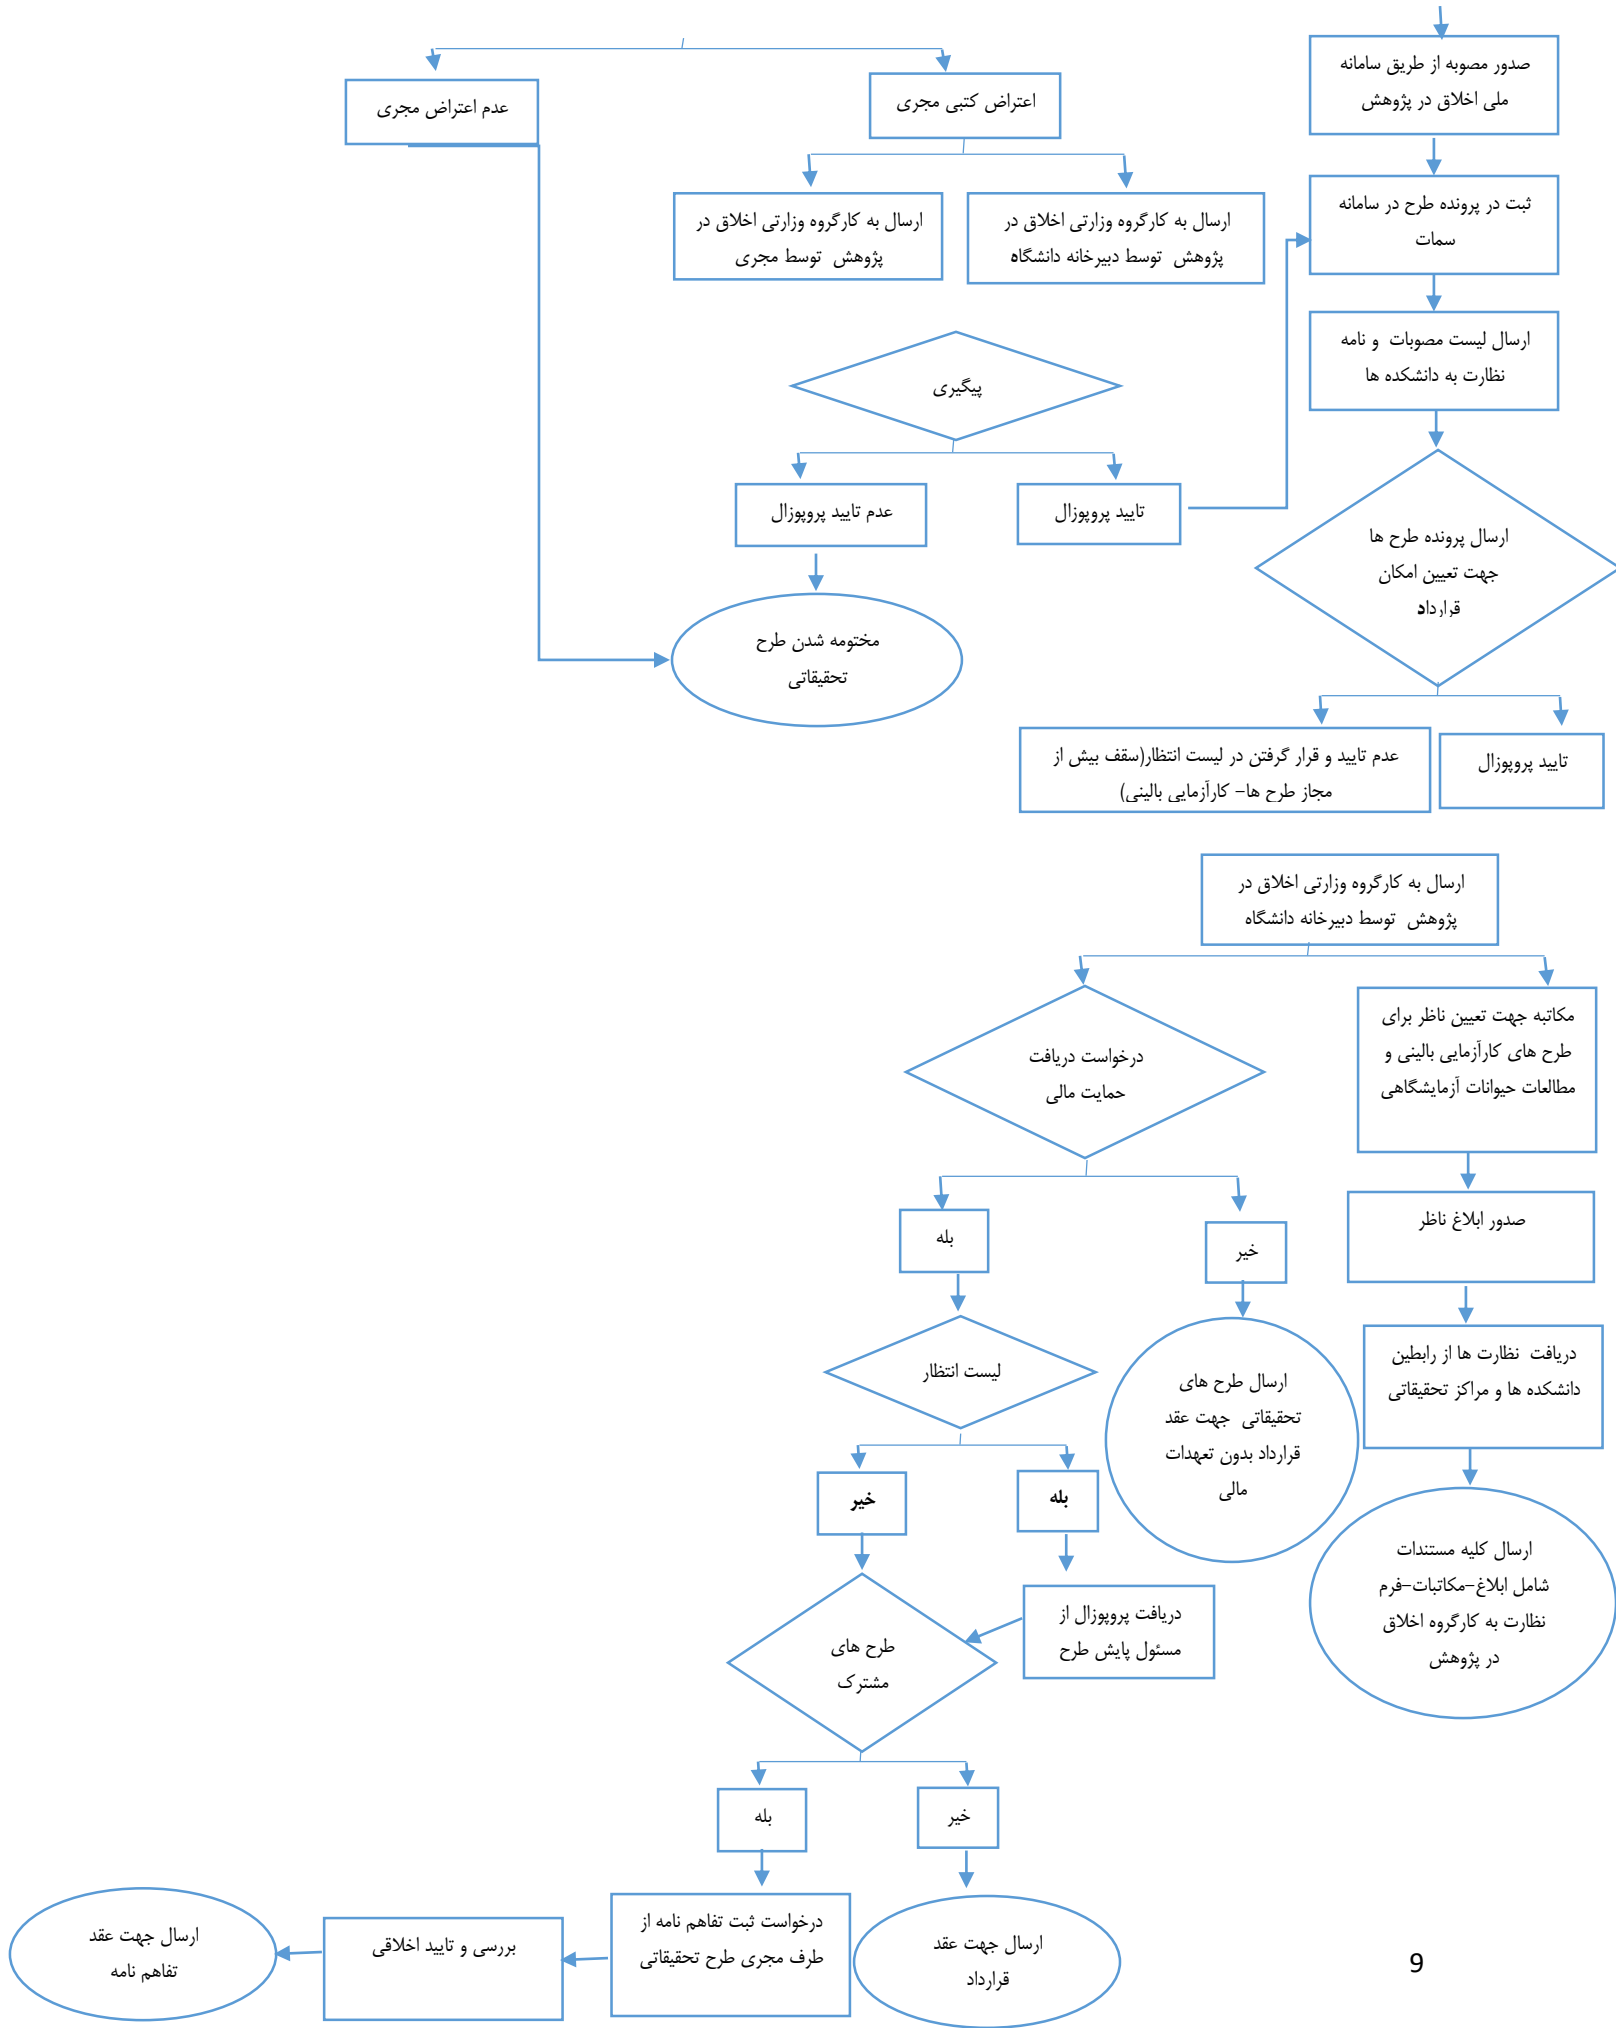 صدور مصوبه از طریق سامانه
ملی اخلاق در پژوهش
اعتراض کتبی مجری
عدم اعتراض مجری
ثبت در پرونده طرح در سامانه
سمات
ارسال به کارگروه وزارتی اخلاق در
پژوهش توسط دبیرخانه دانشگاه
ارسال به کارگروه وزارتی اخلاق در
پژوهش توسط مجری
ارسال لیست مصوبات و نامه
نظارت به دانشکده ها
پیگیری
تایید پروپوزال
عدم تایید پروپوزال
ارسال پرونده طرح ها
جهت تعیین امکان
قرارداد
مختومه شدن طرح
تحقیقاتی
تایید پروپوزال
عدم تایید و قرار گرفتن در لیست انتظار(سقف بیش از
مجاز طرح ها- کارآزمایی بالینی)
ارسال به کارگروه وزارتی اخلاق در
پژوهش توسط دبیرخانه دانشگاه
مکاتبه جهت تعیین ناظر برای
طرح های کارآزمایی بالینی و
مطالعات حیوانات آزمایشگاهی
درخواست دریافت
حمایت مالی
صدور ابلاغ ناظر
خیر
بله
دریافت نظارت ها از رابطین
دانشکده ها و مراکز تحقیقاتی
ارسال طرح های
تحقیقاتی جهت عقد
قرارداد بدون تعهدات
مالی
لیست انتظار
بله
خیر
ارسال کلیه مستندات
شامل ابلاغ-مکاتبات-فرم
نظارت به کارگروه اخلاق
در پژوهش
دریافت پروپوزال از
مسئول پایش طرح
طرح های
مشترک
خیر
بله
ارسال جهت عقد
قرارداد
درخواست ثبت تفاهم نامه از
طرف مجری طرح تحقیقاتی
بررسی و تایید اخلاقی
ارسال جهت عقد
تفاهم نامه
9